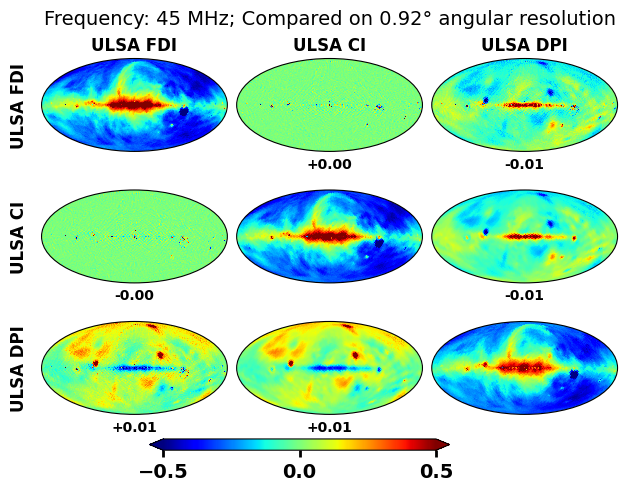 Frequency: 45 MHz; Compared on 0.92° angular resolution
ULSA FDI ULSA CI ULSA DPI
ULSA FDI
+0.00 -0.01
ULSA CI
-0.00 -0.01
ULSA DPI
+0.01 +0.01
−0.5 0.0 0.5